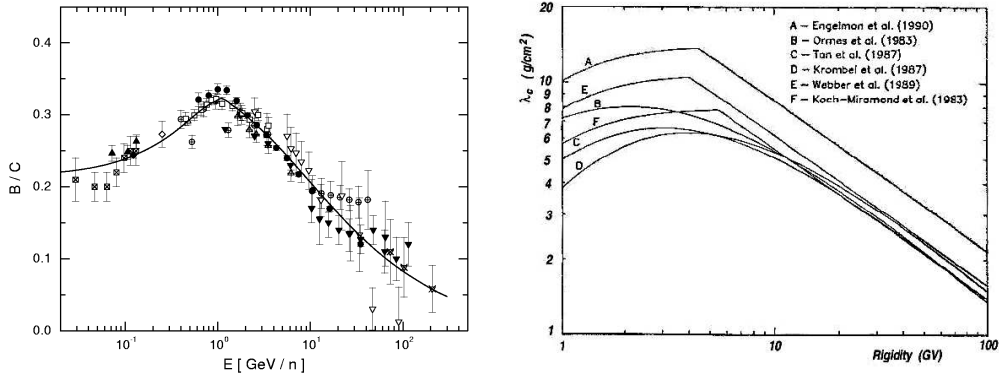 0.4
0.3
0.2
0.1
0.0
B / C
10⁻¹
10⁰
10¹
10²
E [ GeV / n ]
20
10
9
8
7
6
5
4
3
2
1
λc (g/cm²)
A – Engelmon et al. (1990)
B – Ormes et al. (1983)
C – Tan et al. (1987)
D – Krombel et al. (1987)
E – Webber et al. (1989)
F – Koch-Miramond et al. (1983)
A
E
B
F
C
D
1
10
100
Rigidity (GV)